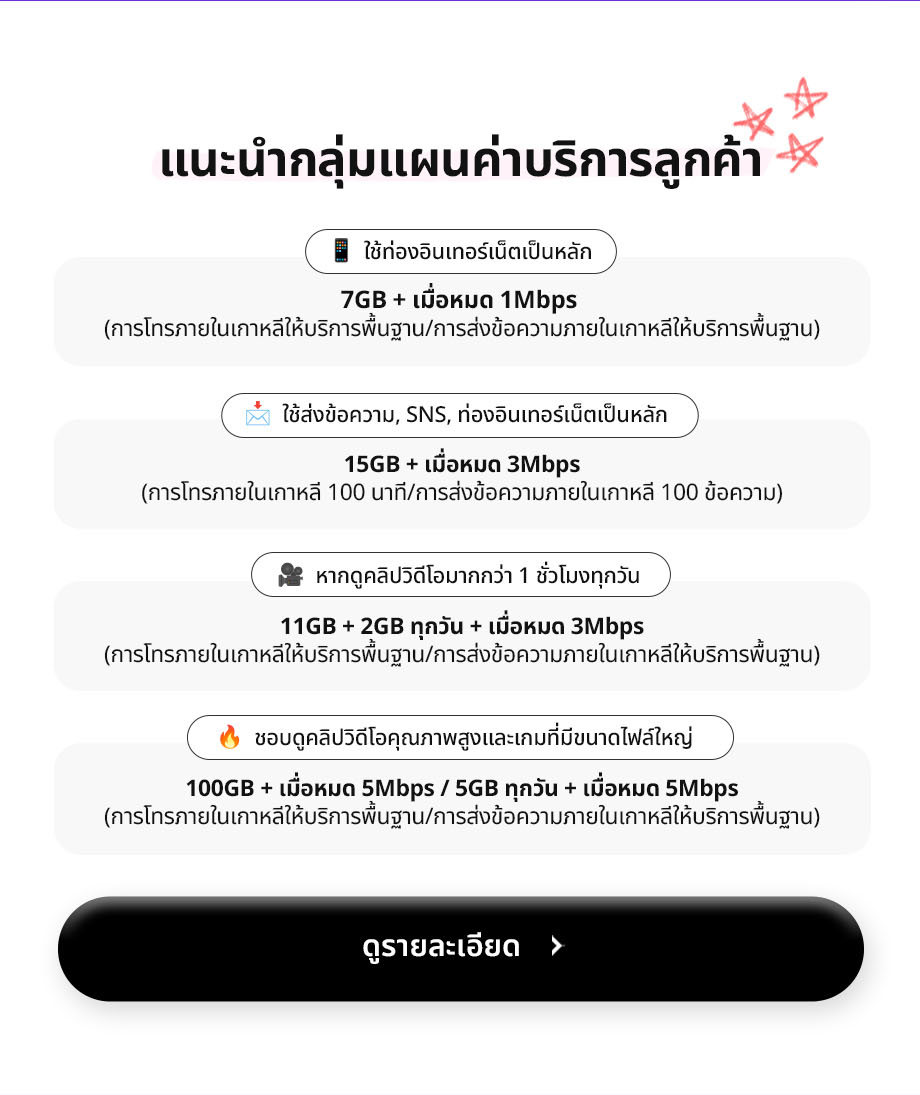 แนะนำกลุ่มแผนค่าบริการลูกค้า
ใช้ท่องอินเทอร์เน็ตเป็นหลัก
7GB + เมื่อหมด 1Mbps
(การโทรภายในเกาหลีให้บริการพื้นฐาน/การส่งข้อความภายในเกาหลีให้บริการพื้นฐาน)
ใช้ส่งข้อความ, SNS, ท่องอินเทอร์เน็ตเป็นหลัก
15GB + เมื่อหมด 3Mbps
(การโทรภายในเกาหลี 100 นาที/การส่งข้อความภายในเกาหลี 100 ข้อความ)
หากดูคลิปวิดีโอมากกว่า 1 ชั่วโมงทุกวัน
11GB + 2GB ทุกวัน + เมื่อหมด 3Mbps
(การโทรภายในเกาหลีให้บริการพื้นฐาน/การส่งข้อความภายในเกาหลีให้บริการพื้นฐาน)
ชอบดูคลิปวิดีโอคุณภาพสูงและเกมที่มีขนาดไฟล์ใหญ่
100GB + เมื่อหมด 5Mbps / 5GB ทุกวัน + เมื่อหมด 5Mbps
(การโทรภายในเกาหลีให้บริการพื้นฐาน/การส่งข้อความภายในเกาหลีให้บริการพื้นฐาน)
ดูรายละเอียด